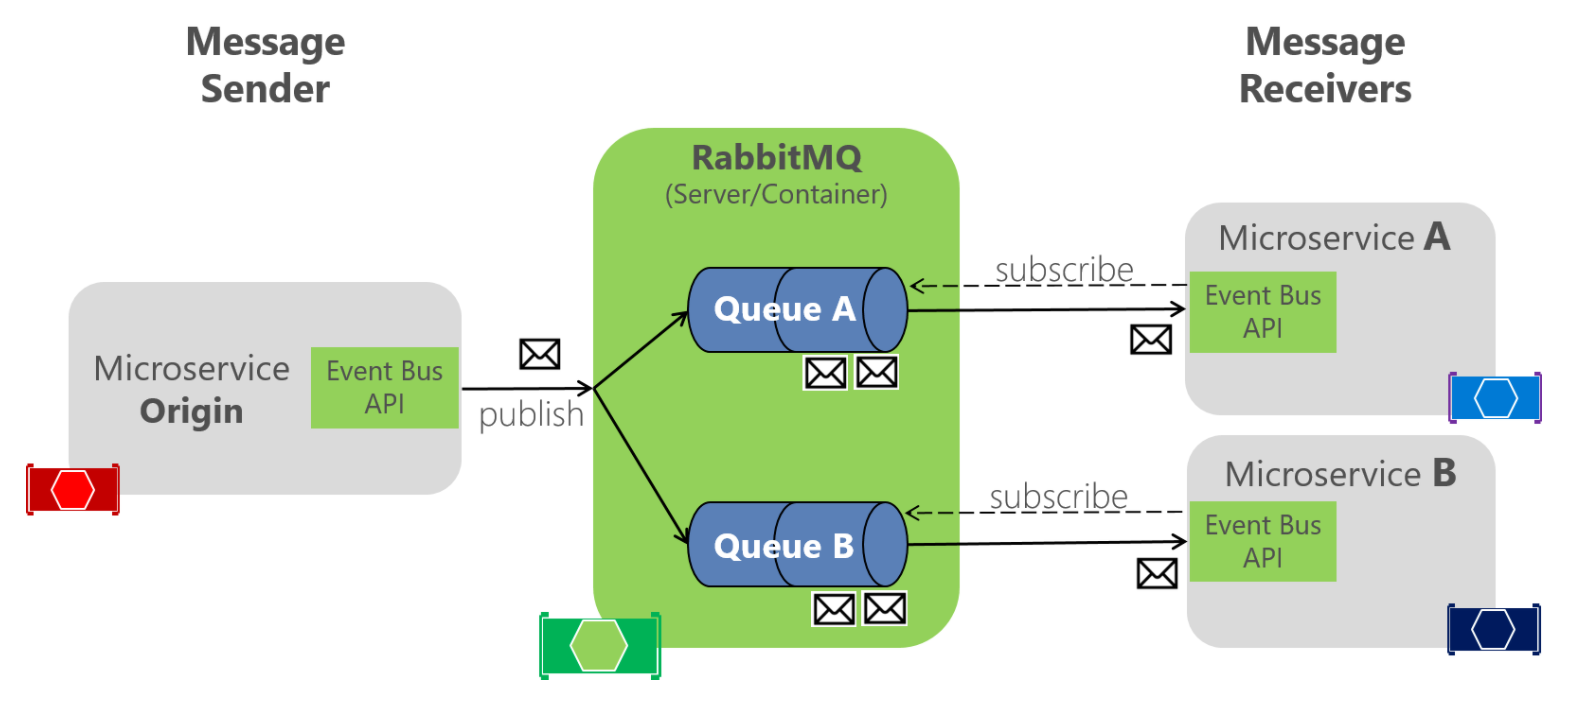 Message
Sender
Message
Receivers
RabbitMQ
(Server/Container)
Microservice
Origin
Event Bus
API
publish
Queue A
Queue B
subscribe
Microservice A
Event Bus
API
subscribe
Microservice B
Event Bus
API